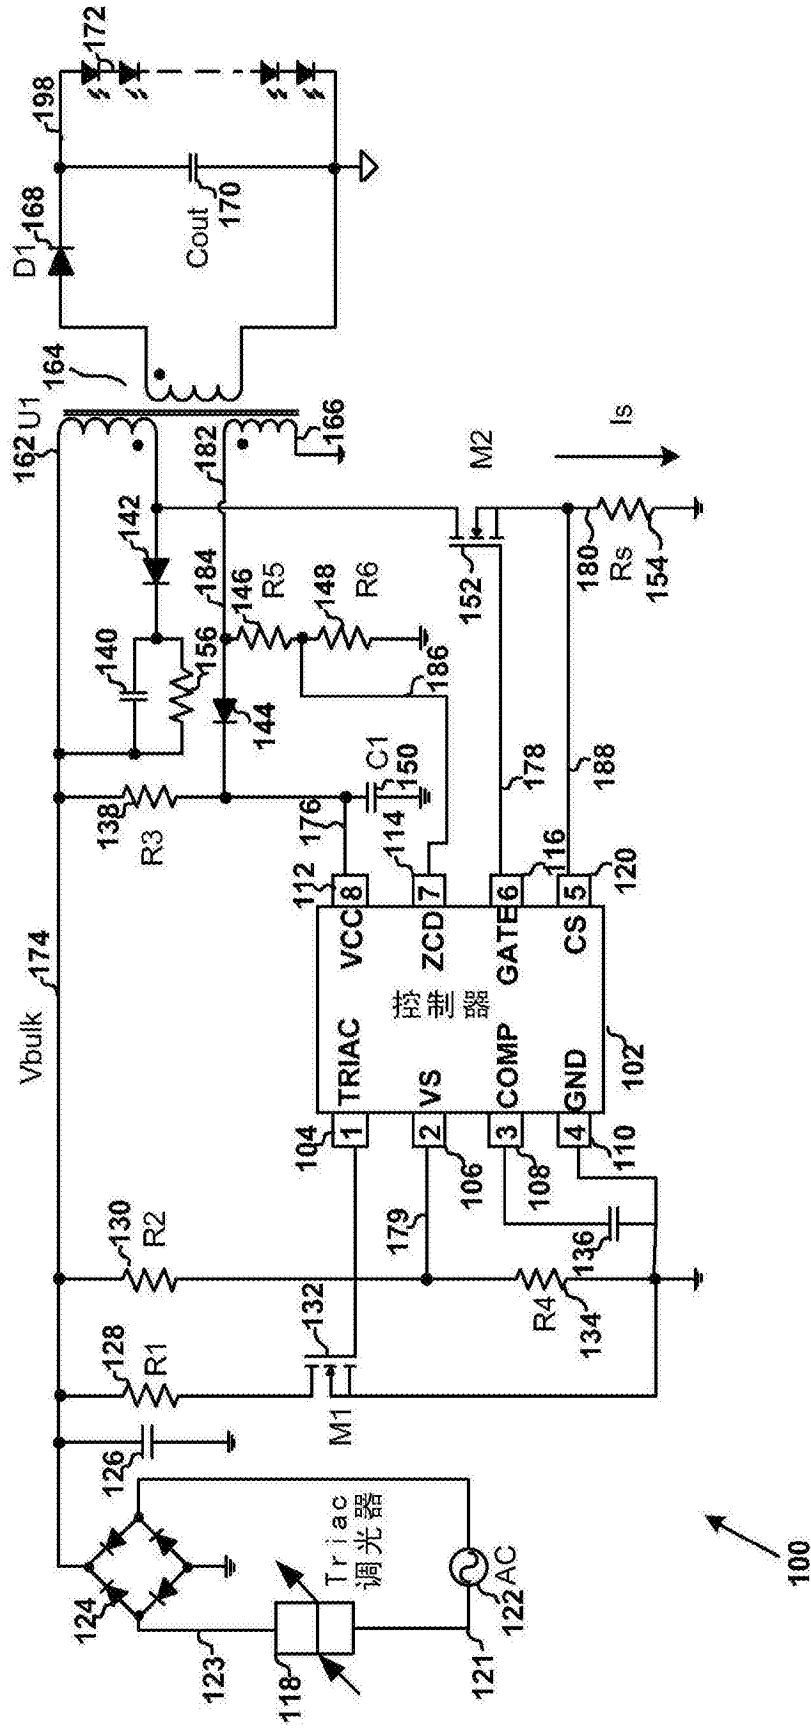 172
198
D1
168
Cout
170
164
162
U1
166
182
142
184
146
R5
148
R6
M2
Is
152
180
Rs
154
140
156
144
186
138
R3
176
C1
150
114
178
188
112
116
120
Vbulk
174
8
7
6
5
VCC
ZCD
GATE
CS
控制器
TRIAC
VS
COMP
GND
102
104
1
2
3
4
106
108
110
130
R2
179
136
R4
134
128
R1
132
M1
126
124
Triac
调光器
123
118
122
AC
121
100